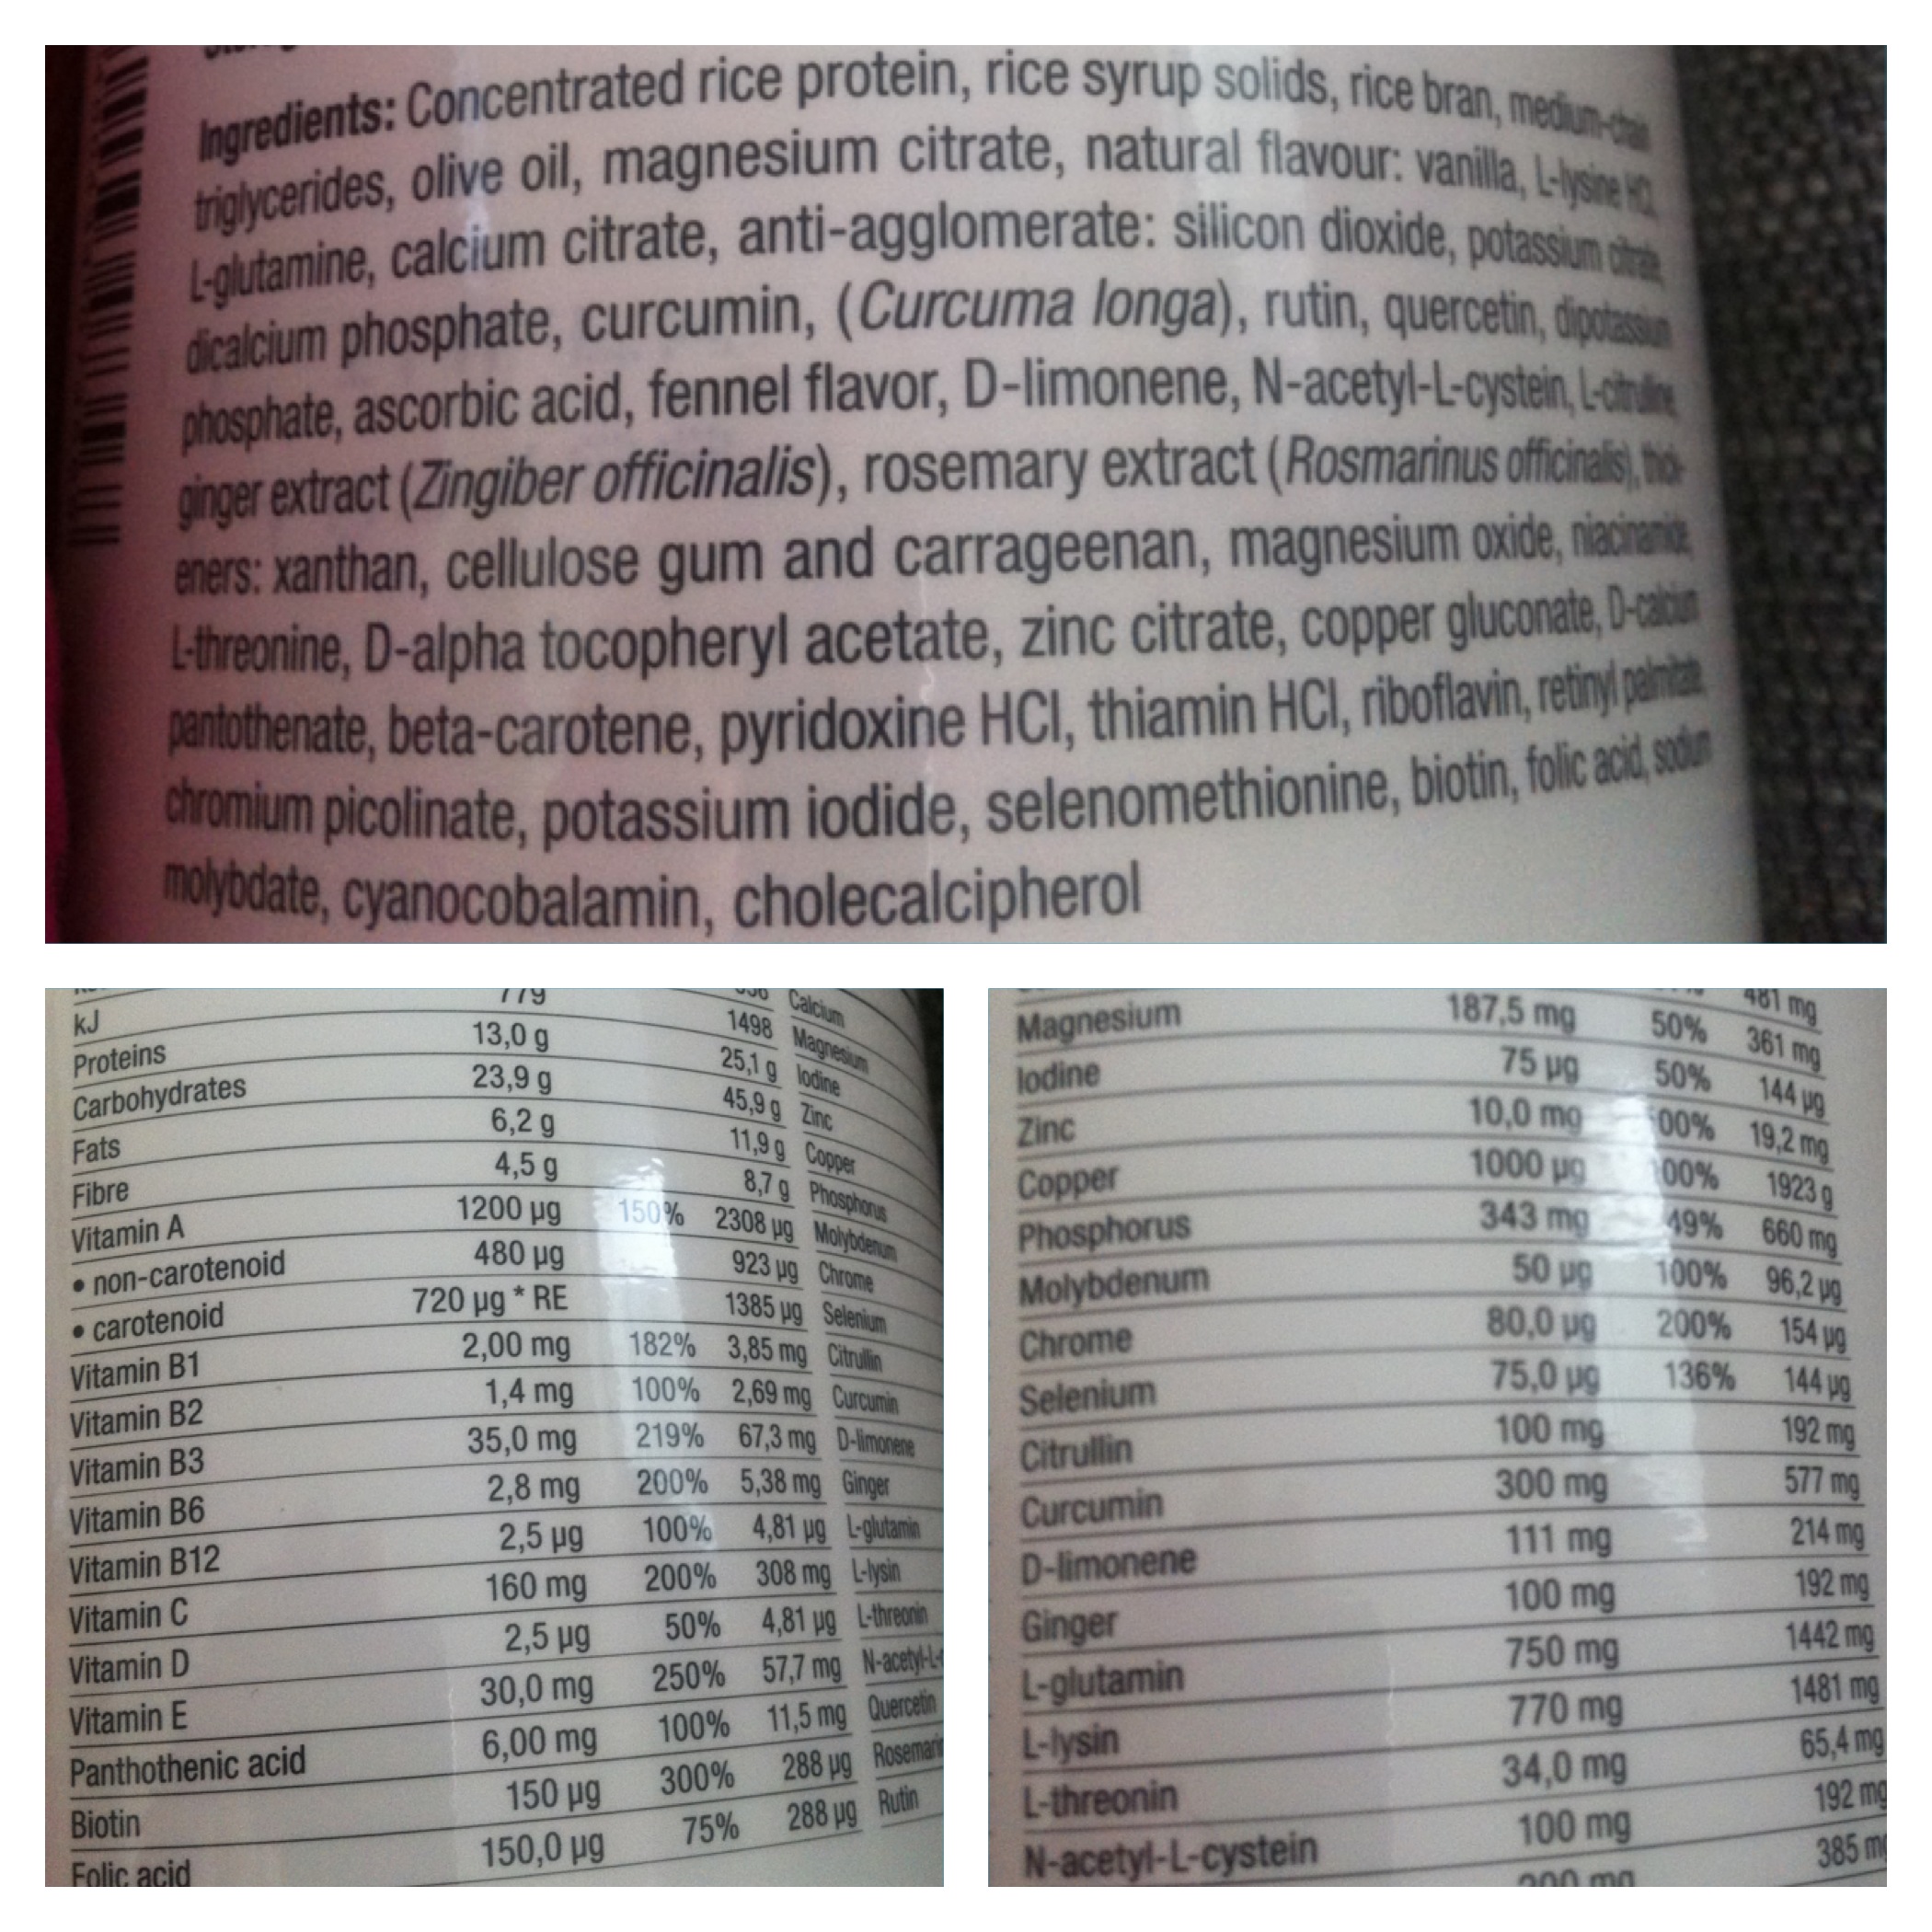 Ingredients: Concentrated rice protein, rice syrup solids, rice bran, medium-chain
triglycerides, olive oil, magnesium citrate, natural flavour: vanilla, L-lysine HCl,
L-glutamine, calcium citrate, anti-agglomerate: silicon dioxide, potassium citrate,
dicalcium phosphate, curcumin, (Curcuma longa), rutin, quercetin, dipotassium
phosphate, ascorbic acid, fennel flavor, D-limonene, N-acetyl-L-cystein, L-citrulline,
ginger extract (Zingiber officinalis), rosemary extract (Rosmarinus officinalis), thick-
eners: xanthan, cellulose gum and carrageenan, magnesium oxide, niacinamide,
L-threonine, D-alpha tocopheryl acetate, zinc citrate, copper gluconate, D-calcium
pantothenate, beta-carotene, pyridoxine HCl, thiamin HCl, riboflavin, retinyl palmitate,
chromium picolinate, potassium iodide, selenomethionine, biotin, folic acid, sodium
molybdate, cyanocobalamin, cholecalcipherol
kJ 779 1498 Calcium
Proteins 13,0 g 25,1 g Magnesium
Carbohydrates 23,9 g 45,9 g Iodine
Fats 6,2 g 11,9 g Zinc
Fibre 4,5 g 8,7 g Copper
Vitamin A 1200 µg 150% 2308 µg Phosphorus
• non-carotenoid 480 µg 923 µg Molybdenum
• carotenoid 720 µg * RE 1385 µg Chrome
Vitamin B1 2,00 mg 182% 3,85 mg Selenium
Vitamin B2 1,4 mg 100% 2,69 mg Citrullin
Vitamin B3 35,0 mg 219% 67,3 mg Curcumin
Vitamin B6 2,8 mg 200% 5,38 mg D-limonene
Vitamin B12 2,5 µg 100% 4,81 µg Ginger
Vitamin C 160 mg 200% 308 mg L-glutamin
Vitamin D 2,5 µg 50% 4,81 µg L-lysin
Vitamin E 30,0 mg 250% 57,7 mg L-threonin
Panthothenic acid 6,00 mg 100% 11,5 mg N-acetyl-L-
Biotin 150 µg 300% 288 µg Quercetin
Folic acid 150,0 µg 75% 288 µg Rosemari
Rutin
481 mg
Magnesium 187,5 mg 50% 361 mg
Iodine 75 µg 50% 144 µg
Zinc 10,0 mg 00% 19,2 mg
Copper 1000 µg 100% 1923 g
Phosphorus 343 mg 49% 660 mg
Molybdenum 50 µg 100% 96,2 µg
Chrome 80,0 µg 200% 154 µg
Selenium 75,0 µg 136% 144 µg
Citrullin 100 mg 192 mg
Curcumin 300 mg 577 mg
D-limonene 111 mg 214 mg
Ginger 100 mg 192 mg
L-glutamin 750 mg 1442 mg
L-lysin 770 mg 1481 mg
L-threonin 34,0 mg 65,4 mg
N-acetyl-L-cystein 100 mg 192 mg
200 mg 385 mg